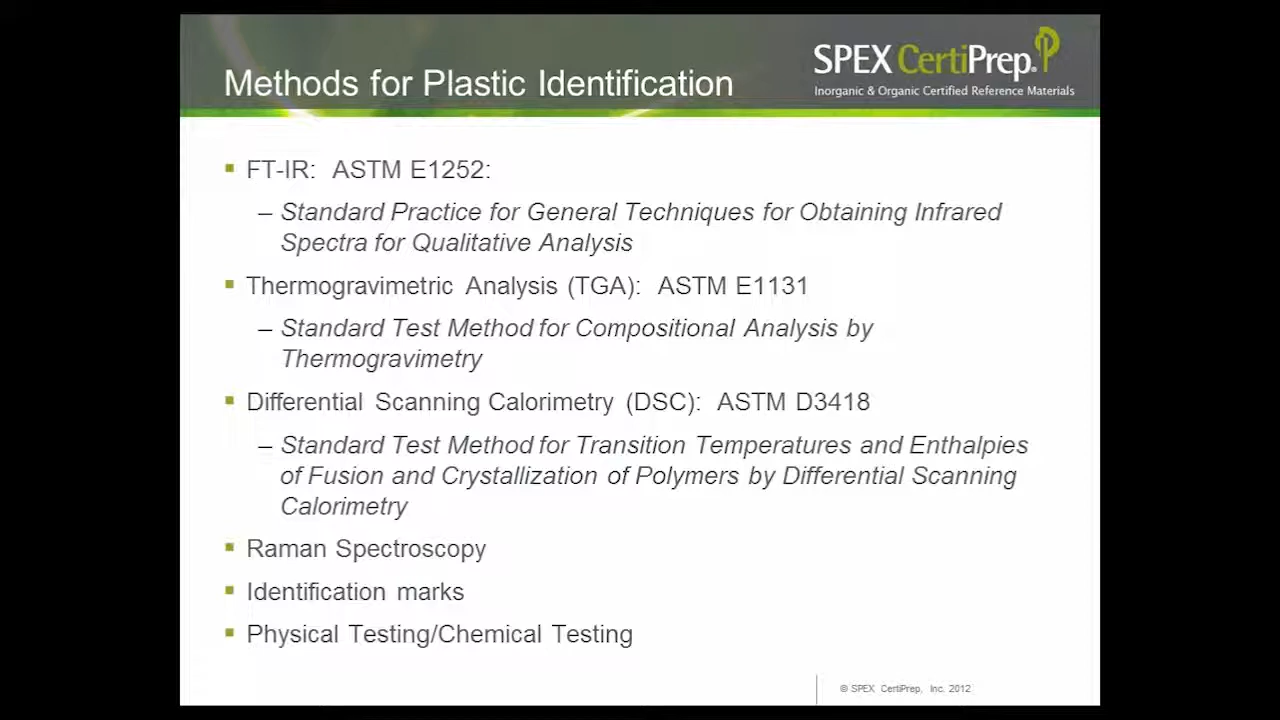 Methods for Plastic Identification
SPEX CertiPrep.
Inorganic & Organic Certified Reference Materials
▪ FT-IR: ASTM E1252:
– Standard Practice for General Techniques for Obtaining Infrared
Spectra for Qualitative Analysis
▪ Thermogravimetric Analysis (TGA): ASTM E1131
– Standard Test Method for Compositional Analysis by
Thermogravimetry
▪ Differential Scanning Calorimetry (DSC): ASTM D3418
– Standard Test Method for Transition Temperatures and Enthalpies
of Fusion and Crystallization of Polymers by Differential Scanning
Calorimetry
▪ Raman Spectroscopy
▪ Identification marks
▪ Physical Testing/Chemical Testing
© SPEX CertiPrep, Inc. 2012